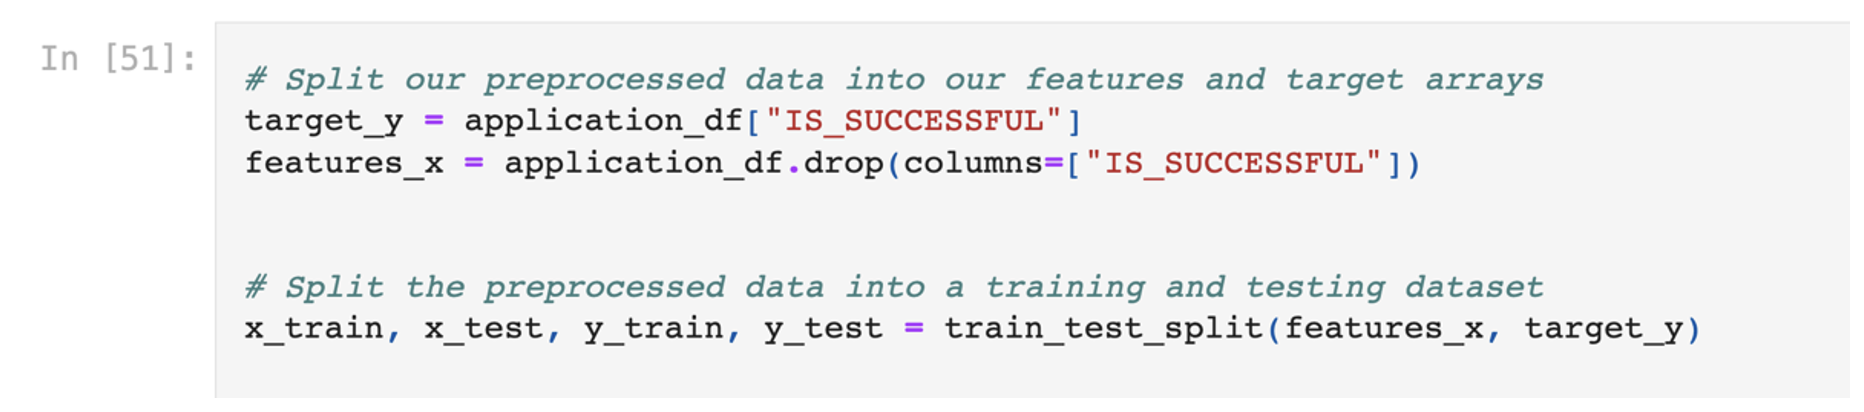 In [51]:
# Split our preprocessed data into our features and target arrays
target_y = application_df["IS_SUCCESSFUL"]
features_x = application_df.drop(columns=["IS_SUCCESSFUL"])
# Split the preprocessed data into a training and testing dataset
x_train, x_test, y_train, y_test = train_test_split(features_x, target_y)